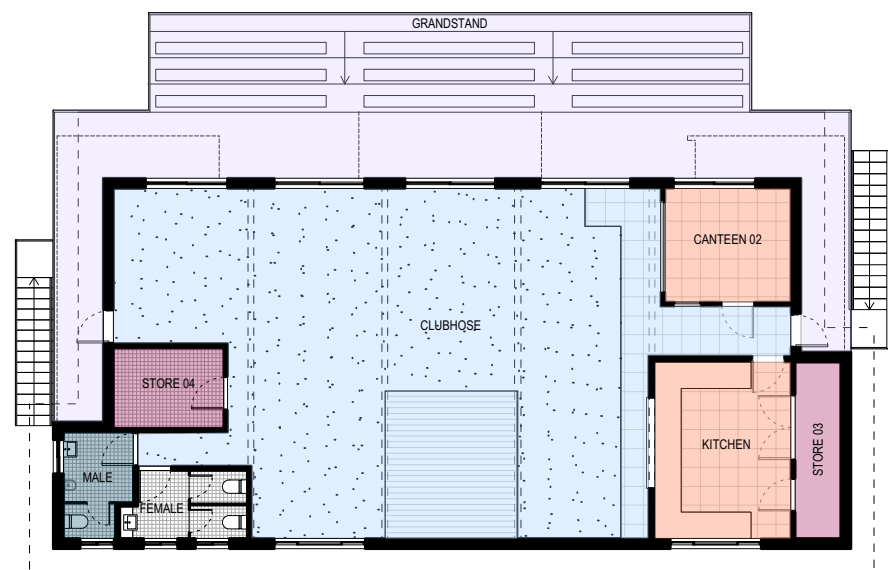 GRANDSTAND
CANTEEN 02
CLUBHOSE
STORE 04
KITCHEN
STORE 03
MALE
FEMALE